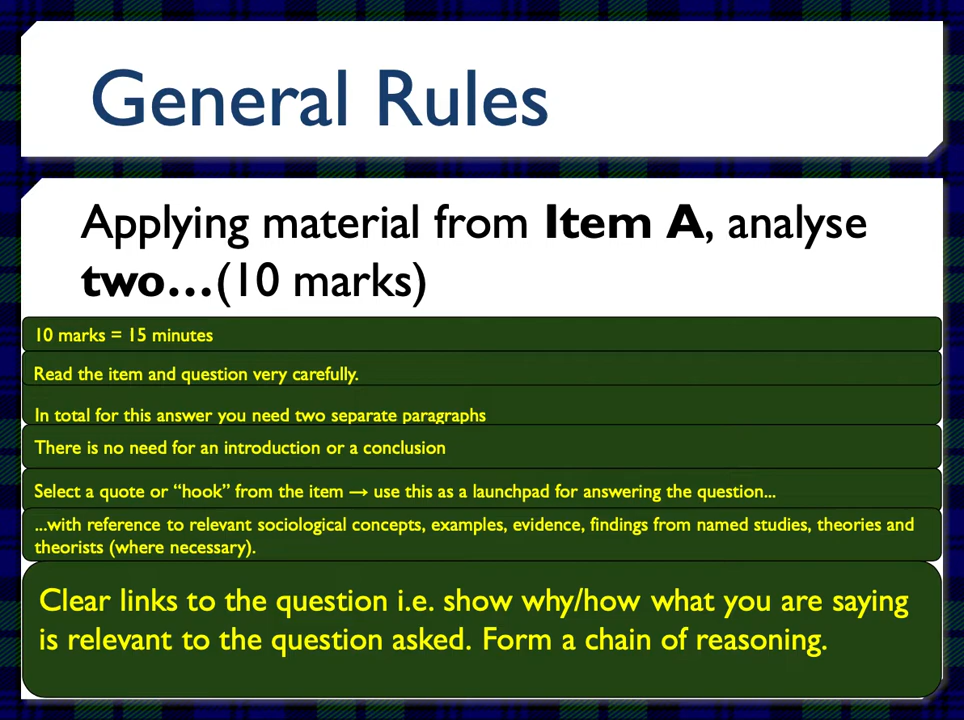 General Rules
Applying material from Item A, analyse
two…(10 marks)
10 marks = 15 minutes
Read the item and question very carefully.
In total for this answer you need two separate paragraphs
There is no need for an introduction or a conclusion
Select a quote or “hook” from the item → use this as a launchpad for answering the question...
...with reference to relevant sociological concepts, examples, evidence, findings from named studies, theories and
theorists (where necessary).
Clear links to the question i.e. show why/how what you are saying
is relevant to the question asked. Form a chain of reasoning.